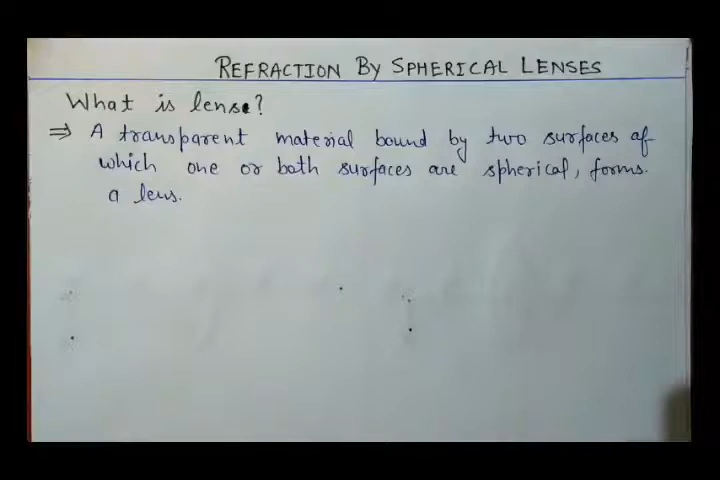 REFRACTION BY SPHERICAL LENSES
What is lens?
⇒ A transparent material bound by two surfaces of
which one or both surfaces are spherical, forms
a lens.